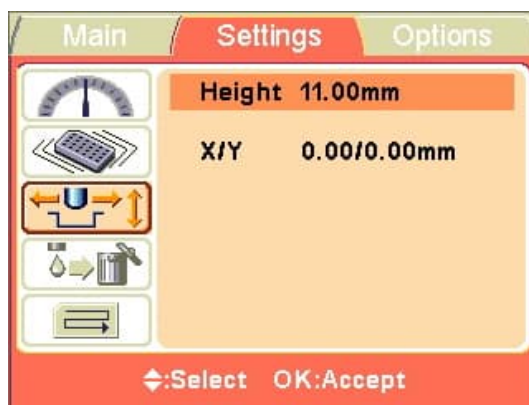 Main Settings Options
Height 11.00mm
X/Y 0.00/0.00mm
:Select OK:Accept